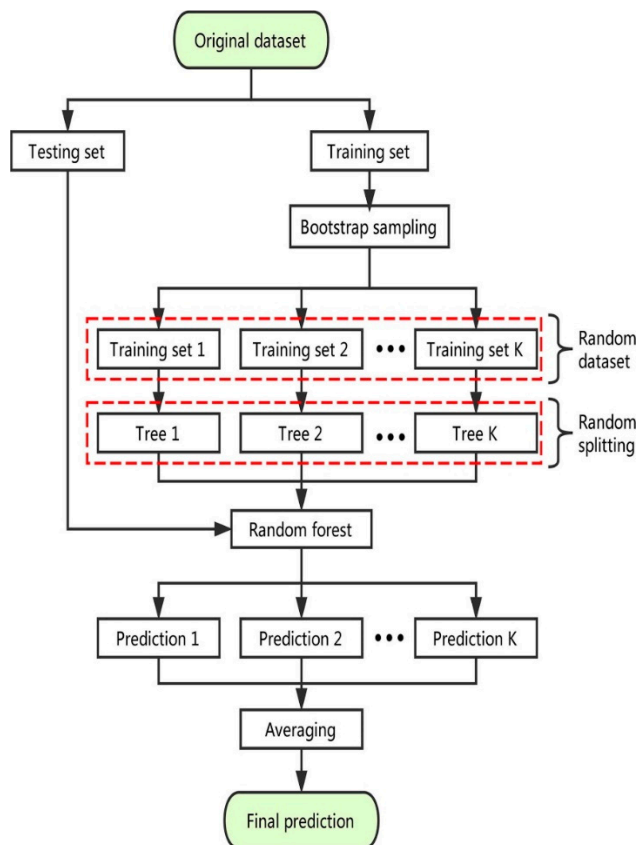 Original dataset
Testing set
Training set
Bootstrap sampling
Training set 1
Training set 2
•••
Training set K
Random
dataset
Tree 1
Tree 2
•••
Tree K
Random
splitting
Random forest
Prediction 1
Prediction 2
•••
Prediction K
Averaging
Final prediction